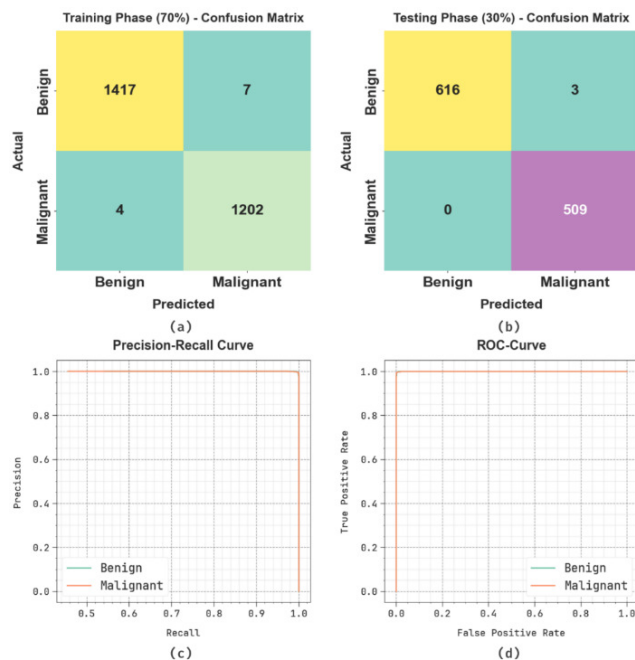 Training Phase (70%) - Confusion Matrix
Benign
1417
7
Actual
Malignant
4
1202
Benign
Malignant
Predicted
(a)
Testing Phase (30%) - Confusion Matrix
Benign
616
3
Actual
Malignant
0
509
Benign
Malignant
Predicted
(b)
Precision-Recall Curve
1.0
0.8
0.6
0.4
0.2
0.0
Precision
Benign
Malignant
0.5
0.6
0.7
0.8
0.9
1.0
Recall
(c)
ROC-Curve
1.0
0.8
0.6
0.4
0.2
0.0
True Positive Rate
Benign
Malignant
0.0
0.2
0.4
0.6
0.8
1.0
False Positive Rate
(d)